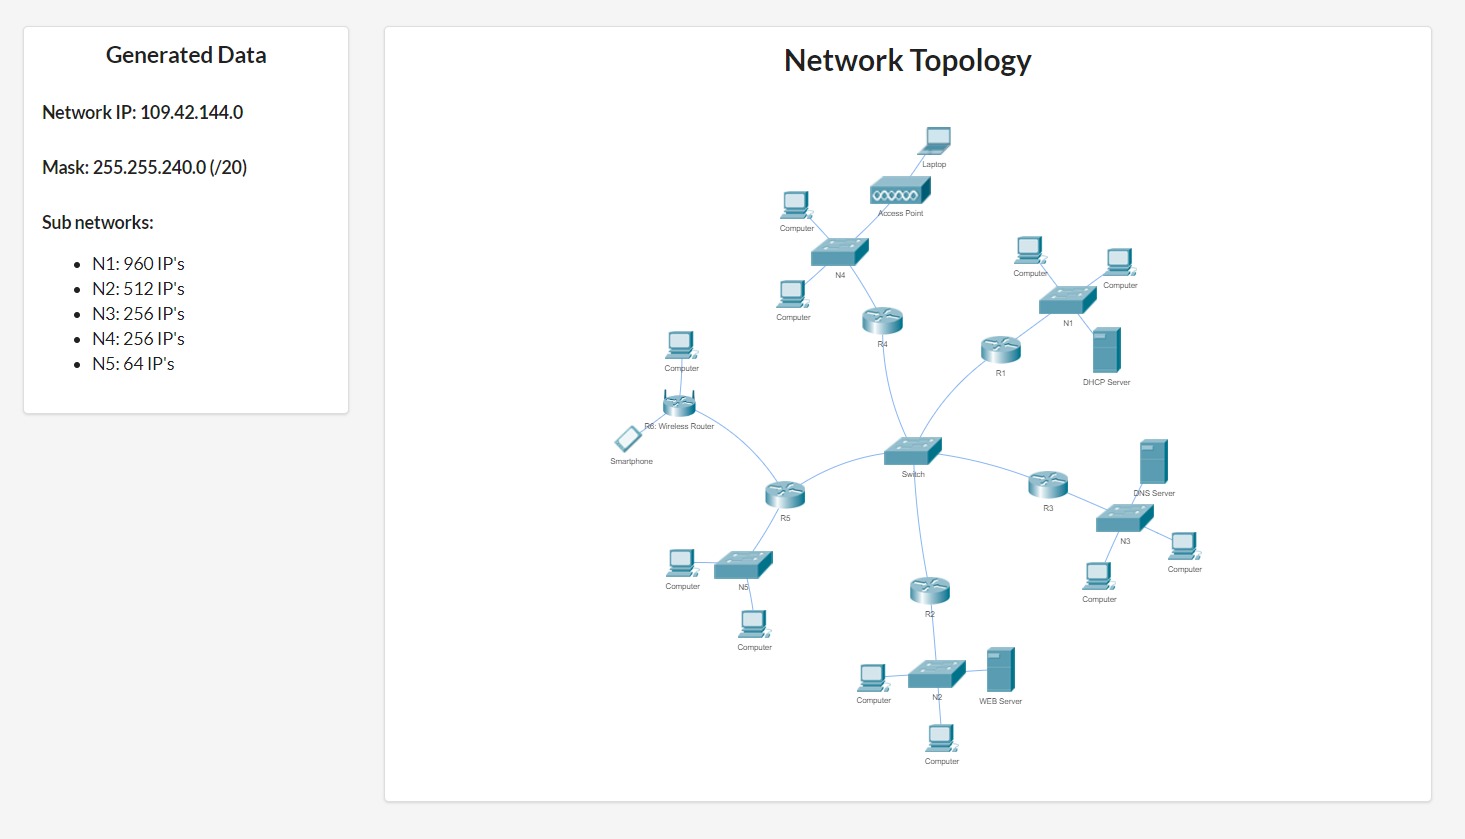 Generated Data
Network IP: 109.42.144.0
Mask: 255.255.240.0 (/20)
Sub networks:
N1: 960 IP's
N2: 512 IP's
N3: 256 IP's
N4: 256 IP's
N5: 64 IP's
Network Topology
Laptop
Access Point
Computer
N4
Computer
R4
Computer
Computer
N1
R1
DHCP Server
Computer
R6: Wireless Router
Smartphone
Switch
R5
R3
DNS Server
N3
Computer
Computer
Computer
N5
Computer
R2
Computer
N2
WEB Server
Computer